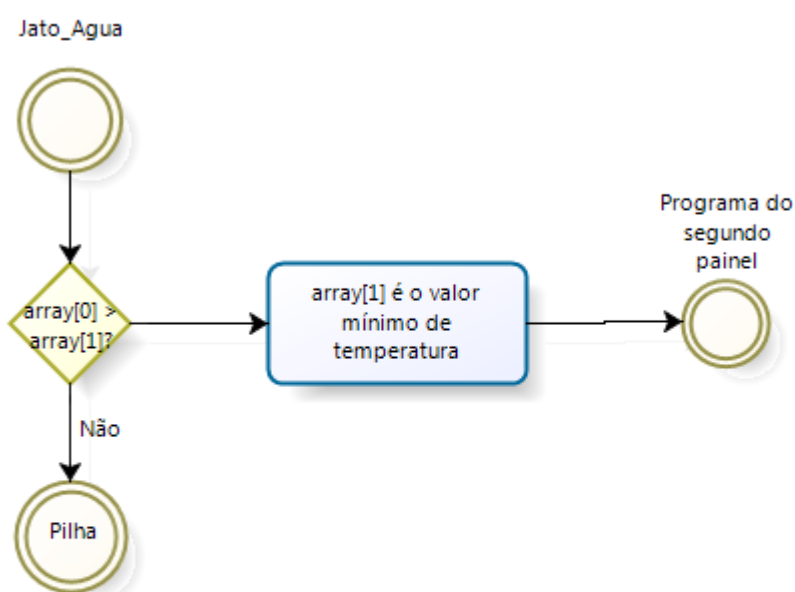 Jato_Agua
array[0] >
array[1]?
array[1] é o valor
mínimo de
temperatura
Programa do
segundo
painel
Não
Pilha